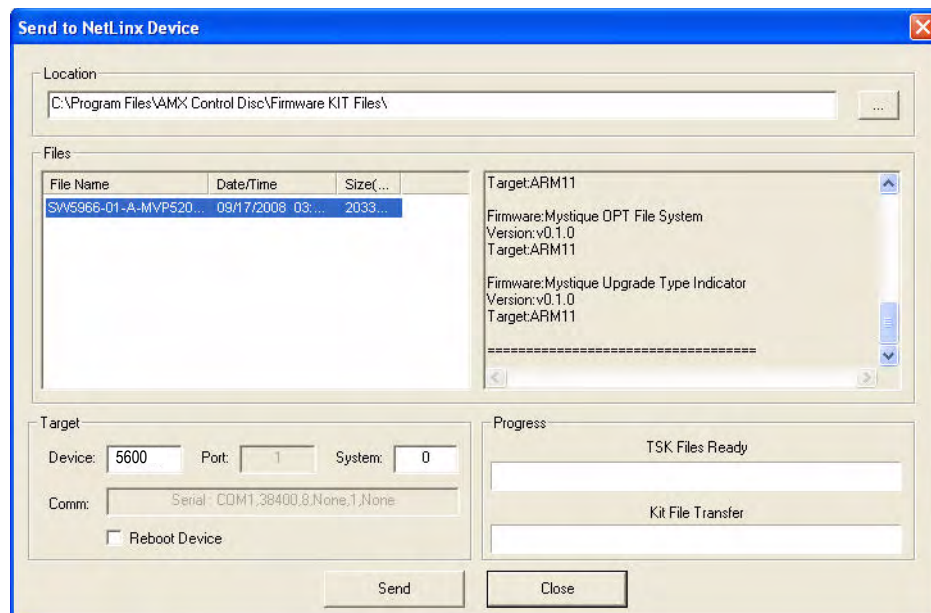 Send to NetLinx Device
Location
C:\Program Files\AMX Control Disc\Firmware KIT Files\
...
Files
File Name Date/Time Size(...
SW5966-01-A-MVP520... 09/17/2008 03:... 2033...
Target:ARM11
Firmware:Mystique OPT File System
Version:v0.1.0
Target:ARM11
Firmware:Mystique Upgrade Type Indicator
Version:v0.1.0
Target:ARM11
===================================
Target
Device: 5600 Port: 1 System: 0
Comm: Serial : COM1,38400,8,None,1,None
Reboot Device
Progress
TSK Files Ready
Kit File Transfer
Send Close